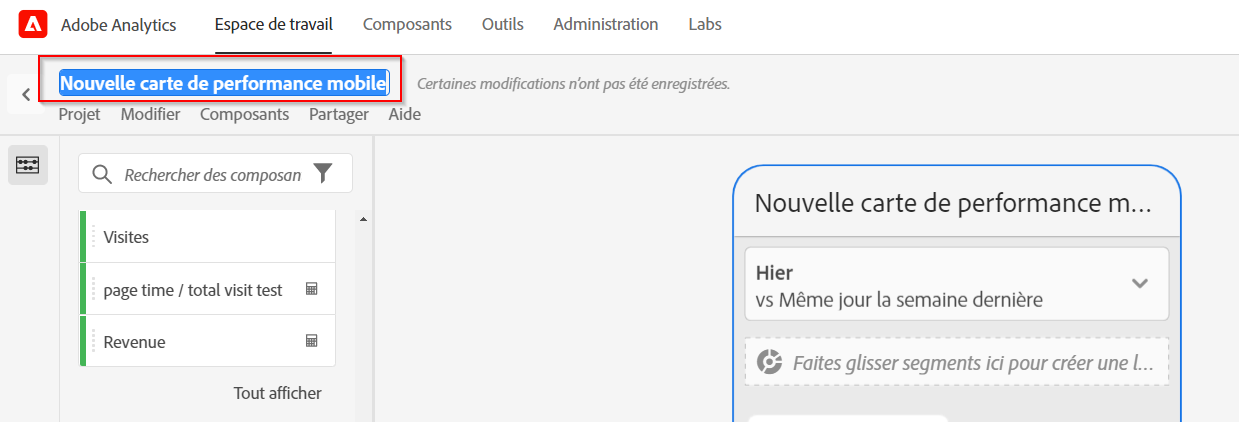 Adobe Analytics Espace de travail Composants Outils Administration Labs
Nouvelle carte de performance mobile Certaines modifications n'ont pas été enregistrées.
Projet Modifier Composants Partager Aide
Rechercher des composan
Visites
page time / total visit test
Revenue
Tout afficher
Nouvelle carte de performance m...
Hier
vs Même jour la semaine dernière
Faites glisser segments ici pour créer une l...